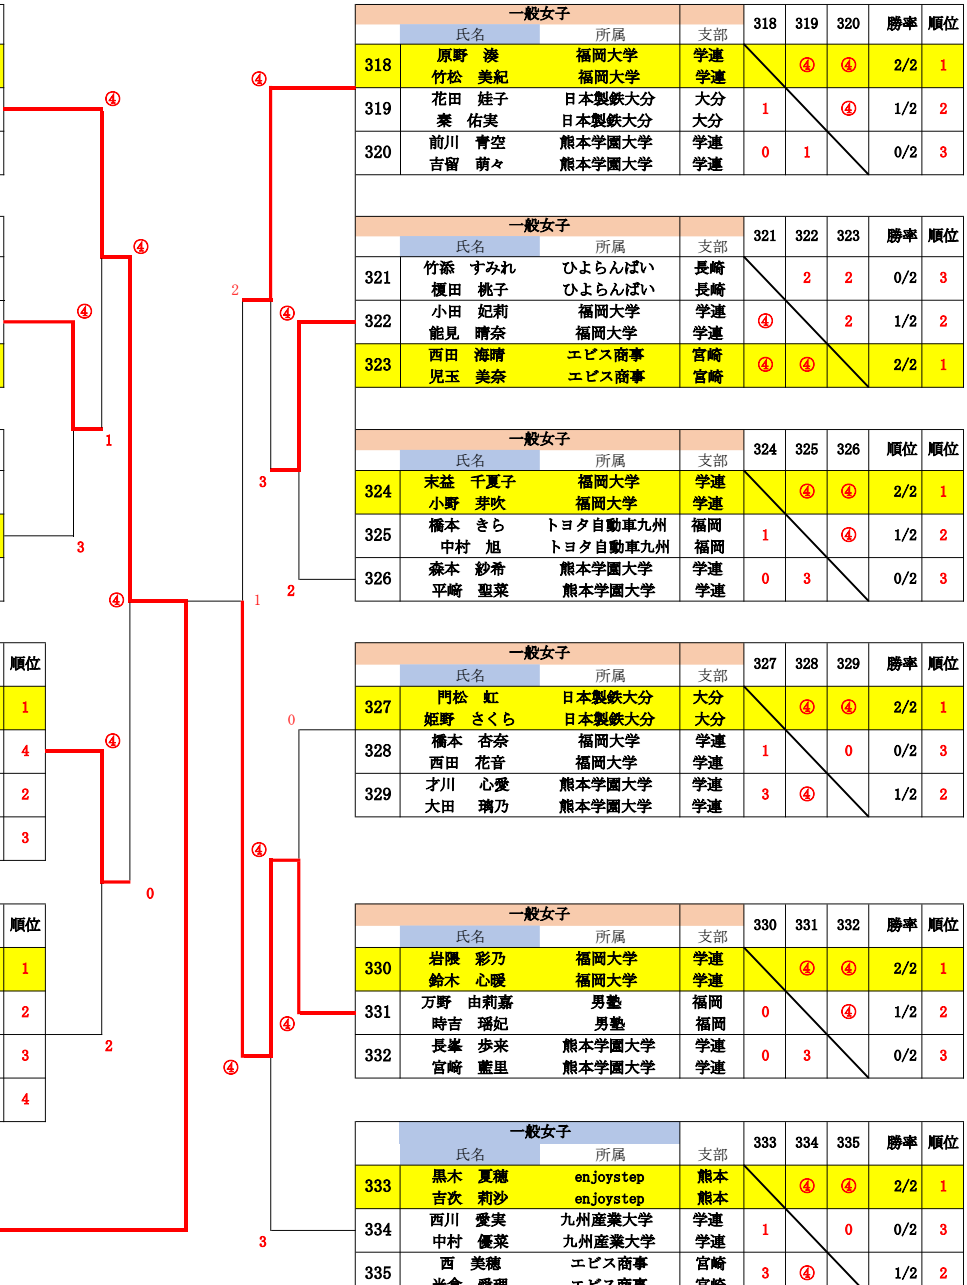 一般女子 318 319 320 勝率 順位
氏名 所属 支部
318 原野 湊 福岡大学 学連 ④ ④ 2/2 1
竹松 美紀 福岡大学 学連
319 花田 娃子 日本製鉄大分 大分 1 ④ 1/2 2
秦 佑実 日本製鉄大分 大分
320 前川 青空 熊本学園大学 学連 0 1 0/2 3
吉留 萌々 熊本学園大学 学連
一般女子 321 322 323 勝率 順位
氏名 所属 支部
321 竹添 すみれ ひよらんばい 長崎 2 2 0/2 3
榎田 桃子 ひよらんばい 長崎
322 小田 妃莉 福岡大学 学連 ④ 2 1/2 2
能見 晴奈 福岡大学 学連
323 西田 海晴 エビス商事 宮崎 ④ ④ 2/2 1
児玉 美奈 エビス商事 宮崎
一般女子 324 325 326 順位 順位
氏名 所属 支部
324 末益 千夏子 福岡大学 学連 ④ ④ 2/2 1
小野 芽吹 福岡大学 学連
325 橋本 きら トヨタ自動車九州 福岡 1 ④ 1/2 2
中村 旭 トヨタ自動車九州 福岡
326 森本 紗希 熊本学園大学 学連 0 3 0/2 3
平﨑 聖菜 熊本学園大学 学連
一般女子 327 328 329 勝率 順位
氏名 所属 支部
327 門松 虹 日本製鉄大分 大分 ④ ④ 2/2 1
姫野 さくら 日本製鉄大分 大分
328 橋本 杏奈 福岡大学 学連 1 0 0/2 3
西田 花音 福岡大学 学連
329 才川 心愛 熊本学園大学 学連 3 ④ 1/2 2
大田 璃乃 熊本学園大学 学連
一般女子 330 331 332 勝率 順位
氏名 所属 支部
330 岩隈 彩乃 福岡大学 学連 ④ ④ 2/2 1
鈴木 心暖 福岡大学 学連
331 万野 由莉嘉 男塾 福岡 0 ④ 1/2 2
時吉 瑶妃 男塾 福岡
332 長峯 歩来 熊本学園大学 学連 0 3 0/2 3
宮﨑 藍里 熊本学園大学 学連
一般女子 333 334 335 勝率 順位
氏名 所属 支部
333 黒木 夏穂 enjoystep 熊本 ④ ④ 2/2 1
吉次 莉沙 enjoystep 熊本
334 西川 愛実 九州産業大学 学連 1 0 0/2 3
中村 優菜 九州産業大学 学連
335 西 美穂 エビス商事 宮崎 3 ④ 1/2 2
エビス商事 宮崎
④
④
④
④
1
3
④
④
0
2
④
2
④
3
2
1
0
④
④
④
3
順位
1
4
2
3
順位
1
2
3
4